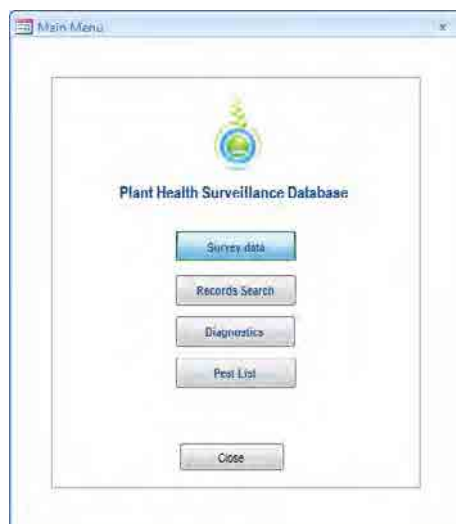 Main Menu
Plant Health Surveillance Database
Survey data
Records Search
Diagnostics
Pest List
Close